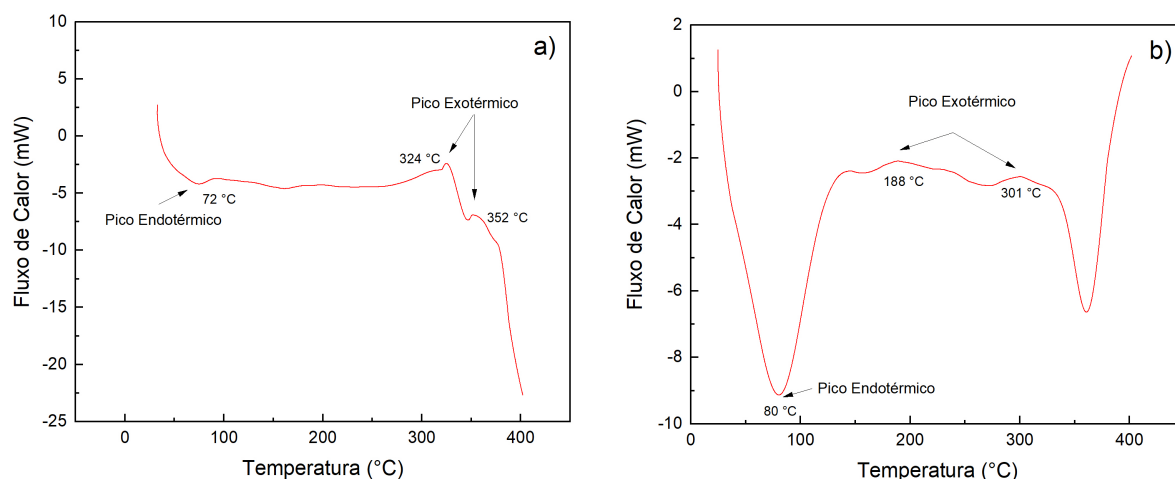 a)
10
5
0
-5
-10
-15
-20
-25
Fluxo de Calor (mW)
Pico Exotérmico
324 °C
352 °C
72 °C
Pico Endotérmico
0
100
200
300
400
Temperatura (°C)
b)
2
0
-2
-4
-6
-8
-10
Fluxo de Calor (mW)
Pico Exotérmico
188 °C
301 °C
Pico Endotérmico
80 °C
0
100
200
300
400
Temperatura (°C)